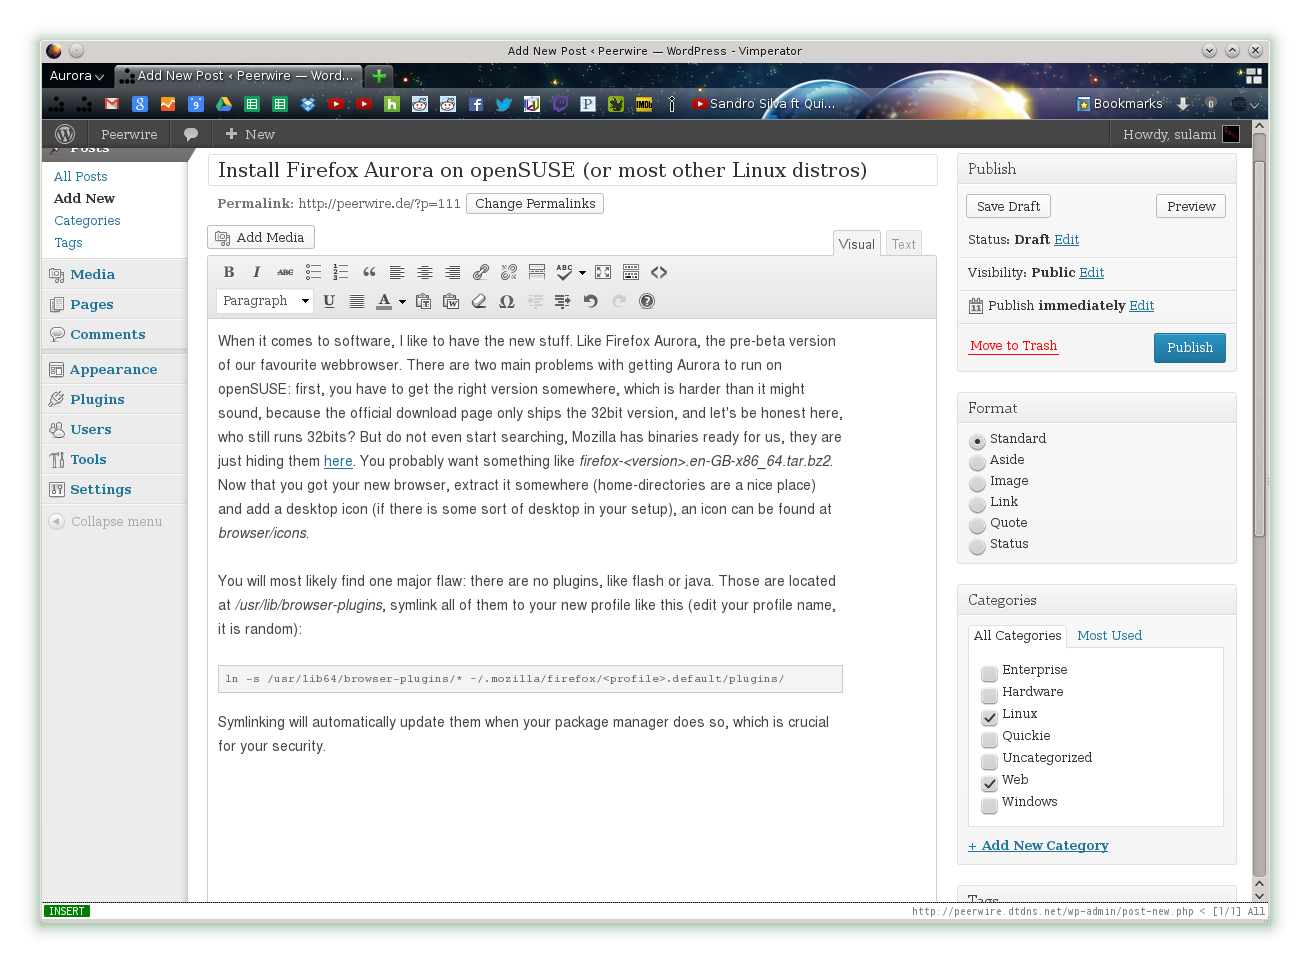 Add New Post ‹ Peerwire — WordPress - Vimperator
Aurora
Add New Post ‹ Peerwire — Word...
Sandro Silva ft Qui...
Bookmarks
0
Peerwire
New
Howdy, sulami
Posts
All Posts
Add New
Categories
Tags
Media
Pages
Comments
Appearance
Plugins
Users
Tools
Settings
Collapse menu
Install Firefox Aurora on openSUSE (or most other Linux distros)
Permalink: http://peerwire.de/?p=111 Change Permalinks
Add Media
Visual Text
B I ABC ABC
Paragraph U A
When it comes to software, I like to have the new stuff. Like Firefox Aurora, the pre-beta version
of our favourite webbrowser. There are two main problems with getting Aurora to run on
openSUSE: first, you have to get the right version somewhere, which is harder than it might
sound, because the official download page only ships the 32bit version, and let's be honest here,
who still runs 32bits? But do not even start searching, Mozilla has binaries ready for us, they are
just hiding them here. You probably want something like firefox-<version>.en-GB-x86_64.tar.bz2.
Now that you got your new browser, extract it somewhere (home-directories are a nice place)
and add a desktop icon (if there is some sort of desktop in your setup), an icon can be found at
browser/icons.
You will most likely find one major flaw: there are no plugins, like flash or java. Those are located
at /usr/lib/browser-plugins, symlink all of them to your new profile like this (edit your profile name,
it is random):
ln -s /usr/lib64/browser-plugins/* ~/.mozilla/firefox/<profile>.default/plugins/
Symlinking will automatically update them when your package manager does so, which is crucial
for your security.
Publish
Save Draft Preview
Status: Draft Edit
Visibility: Public Edit
Publish immediately Edit
Move to Trash Publish
Format
Standard
Aside
Image
Link
Quote
Status
Categories
All Categories Most Used
Enterprise
Hardware
Linux
Quickie
Uncategorized
Web
Windows
+ Add New Category
Tags
INSERT
http://peerwire.dtdns.net/wp-admin/post-new.php < [1/1] All